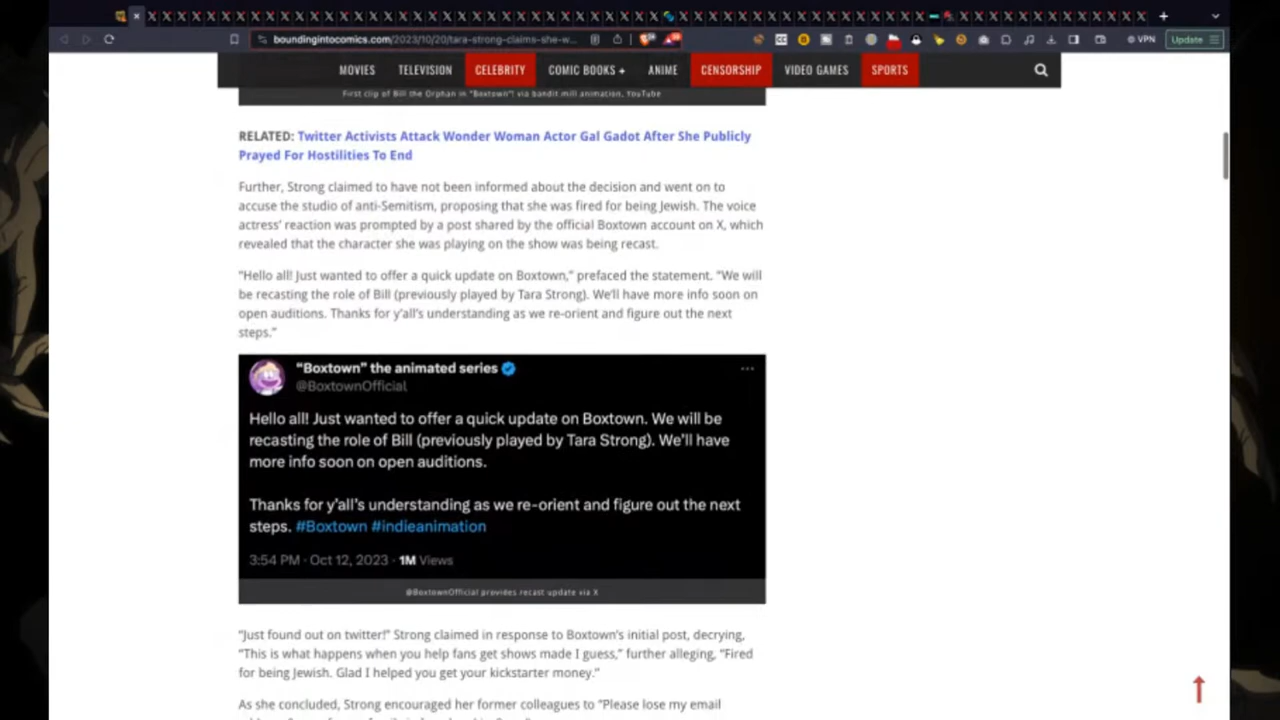 boundingintocomics.com/2023/10/20/tara-strong-claims-she-w...
VPN
Update
MOVIES TELEVISION CELEBRITY COMIC BOOKS + ANIME CENSORSHIP VIDEO GAMES SPORTS
First clip of Bill the Orphan in "Boxtown"! via bandit mill animation, YouTube
RELATED: Twitter Activists Attack Wonder Woman Actor Gal Gadot After She Publicly
Prayed For Hostilities To End
Further, Strong claimed to have not been informed about the decision and went on to
accuse the studio of anti-Semitism, proposing that she was fired for being Jewish. The voice
actress' reaction was prompted by a post shared by the official Boxtown account on X, which
revealed that the character she was playing on the show was being recast.
"Hello all! Just wanted to offer a quick update on Boxtown," prefaced the statement. "We will
be recasting the role of Bill (previously played by Tara Strong). We'll have more info soon on
open auditions. Thanks for y'all's understanding as we re-orient and figure out the next
steps."
"Boxtown" the animated series
@BoxtownOfficial
Hello all! Just wanted to offer a quick update on Boxtown. We will be
recasting the role of Bill (previously played by Tara Strong). We'll have
more info soon on open auditions.
Thanks for y'all's understanding as we re-orient and figure out the next
steps. #Boxtown #indieanimation
3:54 PM · Oct 12, 2023 · 1M Views
@BoxtownOfficial provides recast update via X
"Just found out on twitter!" Strong claimed in response to Boxtown's initial post, decrying,
"This is what happens when you help fans get shows made I guess," further alleging, "Fired
for being Jewish. Glad I helped you get your kickstarter money."
As she concluded, Strong encouraged her former colleagues to "Please lose my email